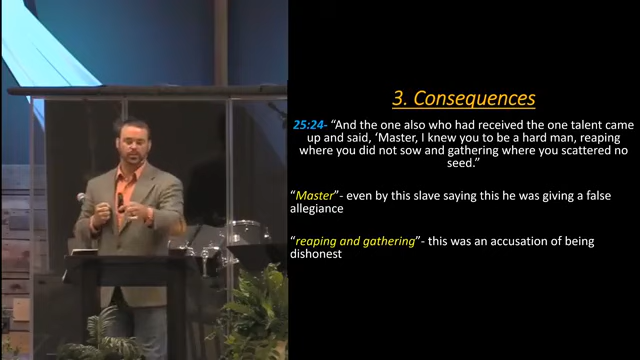 3. Consequences
25:24- “And the one also who had received the one talent came
up and said, ‘Master, I knew you to be a hard man, reaping
where you did not sow and gathering where you scattered no
seed.”
“Master”- even by this slave saying this he was giving a false
allegiance
“reaping and gathering”- this was an accusation of being
dishonest